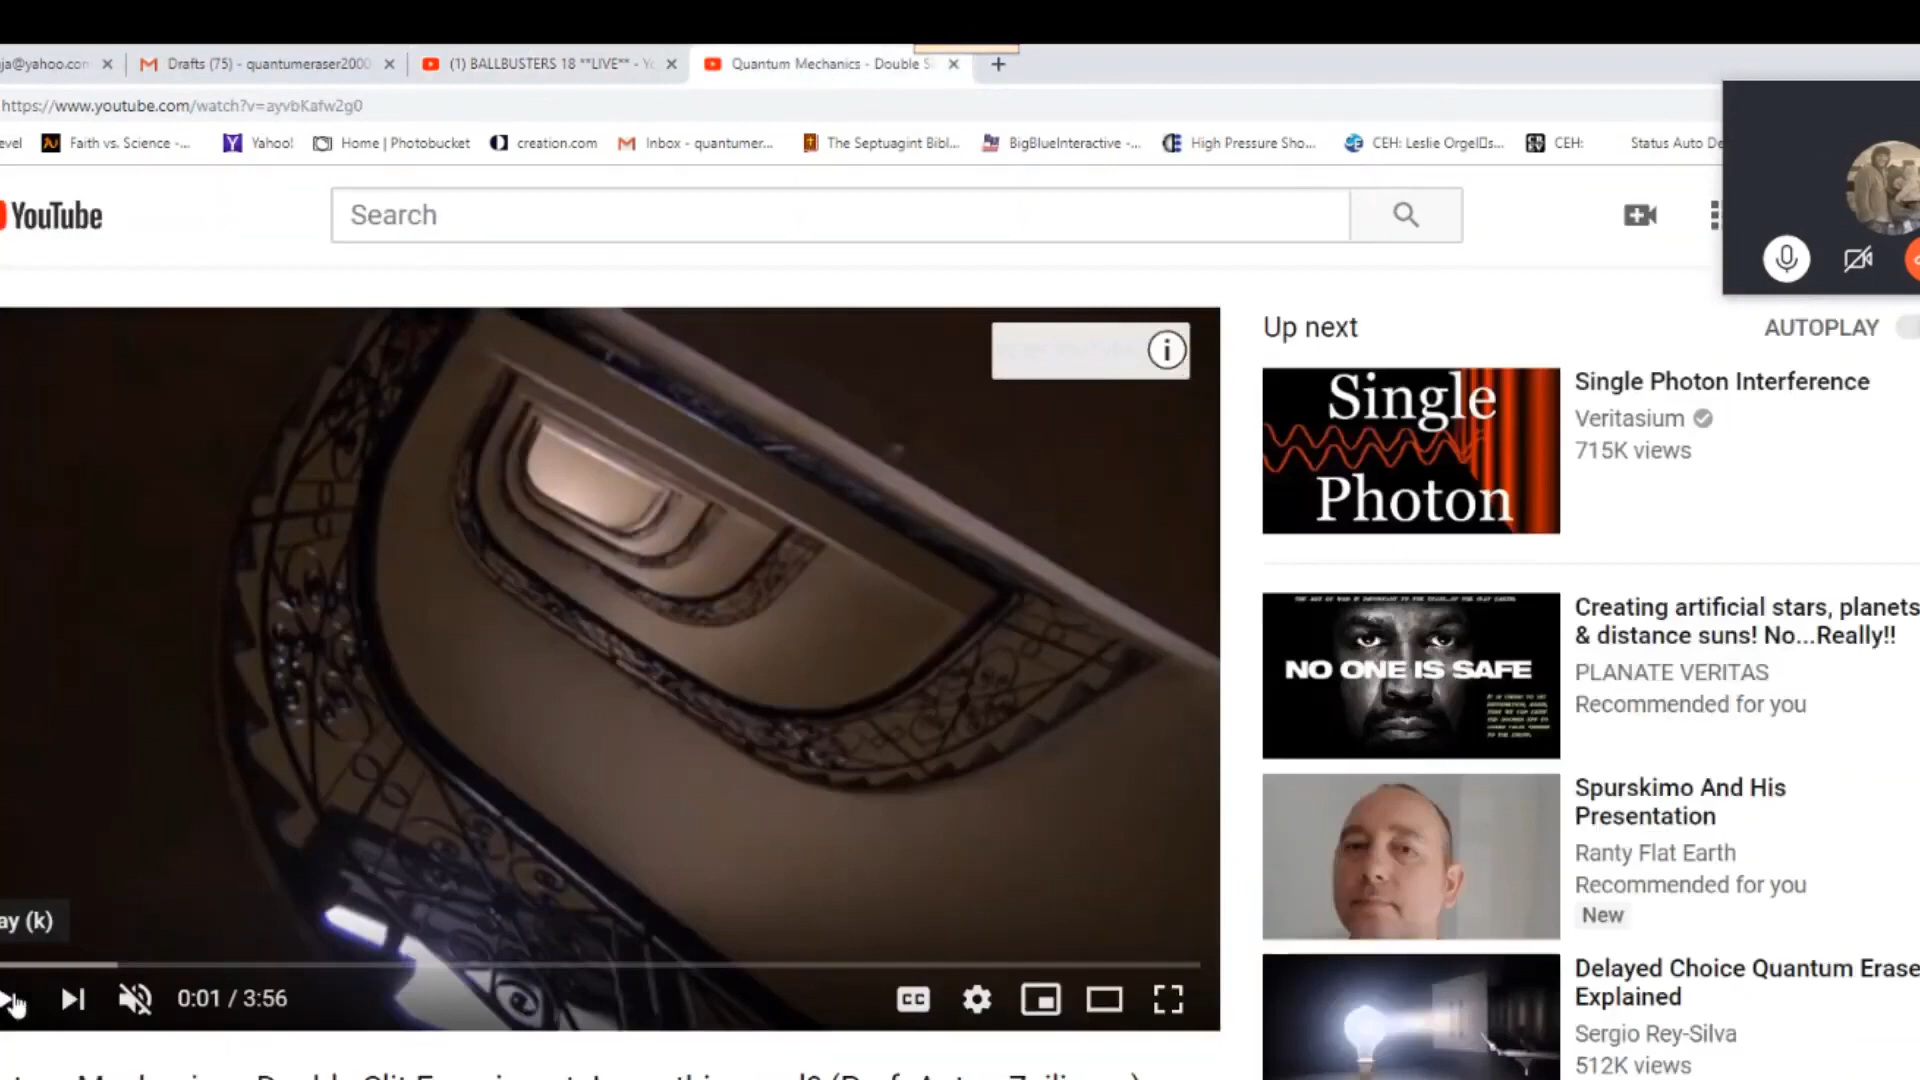 ja@yahoo.con
Drafts (75) - quantumeraser2000
(1) BALLBUSTERS 18 **LIVE** - Yo
Quantum Mechanics - Double S
https://www.youtube.com/watch?v=ayvbKafw2g0
evel
Faith vs. Science -...
Yahoo!
Home | Photobucket
creation.com
Inbox - quantumer...
The Septuagint Bibl...
BigBlueInteractive -...
High Pressure Sho...
CEH: Leslie Orgel□s...
CEH:
Status Auto De
YouTube
Search
Up next
AUTOPLAY
Single
Photon
Single Photon Interference
Veritasium
715K views
NO ONE IS SAFE
Creating artificial stars, planets
& distance suns! No...Really!!
PLANATE VERITAS
Recommended for you
Spurskimo And His
Presentation
Ranty Flat Earth
Recommended for you
New
Delayed Choice Quantum Erase
Explained
Sergio Rey-Silva
512K views
ay (k)
0:01 / 3:56
CC